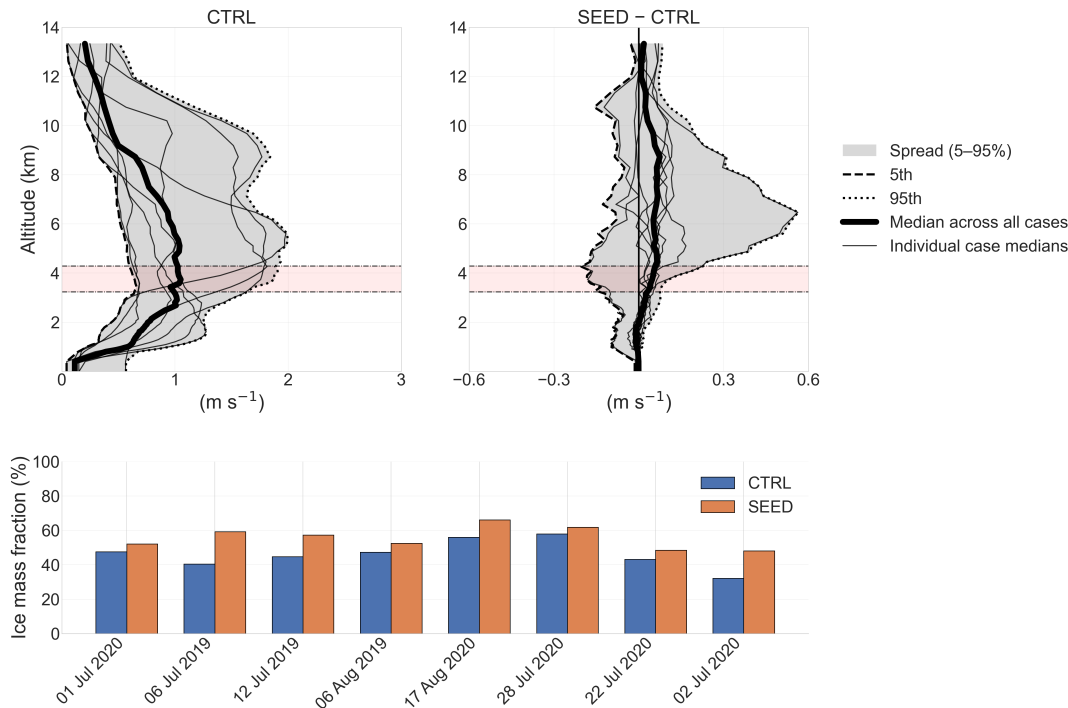 CTRL
SEED − CTRL
14
12
10
8
6
4
2
Altitude (km)
0
1
2
3
(m s⁻¹)
14
12
10
8
6
4
2
−0.6
−0.3
0.3
0.6
(m s⁻¹)
Spread (5–95%)
5th
95th
Median across all cases
Individual case medians
Ice mass fraction (%)
100
80
60
40
20
0
CTRL
SEED
01 Jul 2020
06 Jul 2019
12 Jul 2019
06 Aug 2019
17 Aug 2020
28 Jul 2020
22 Jul 2020
02 Jul 2020